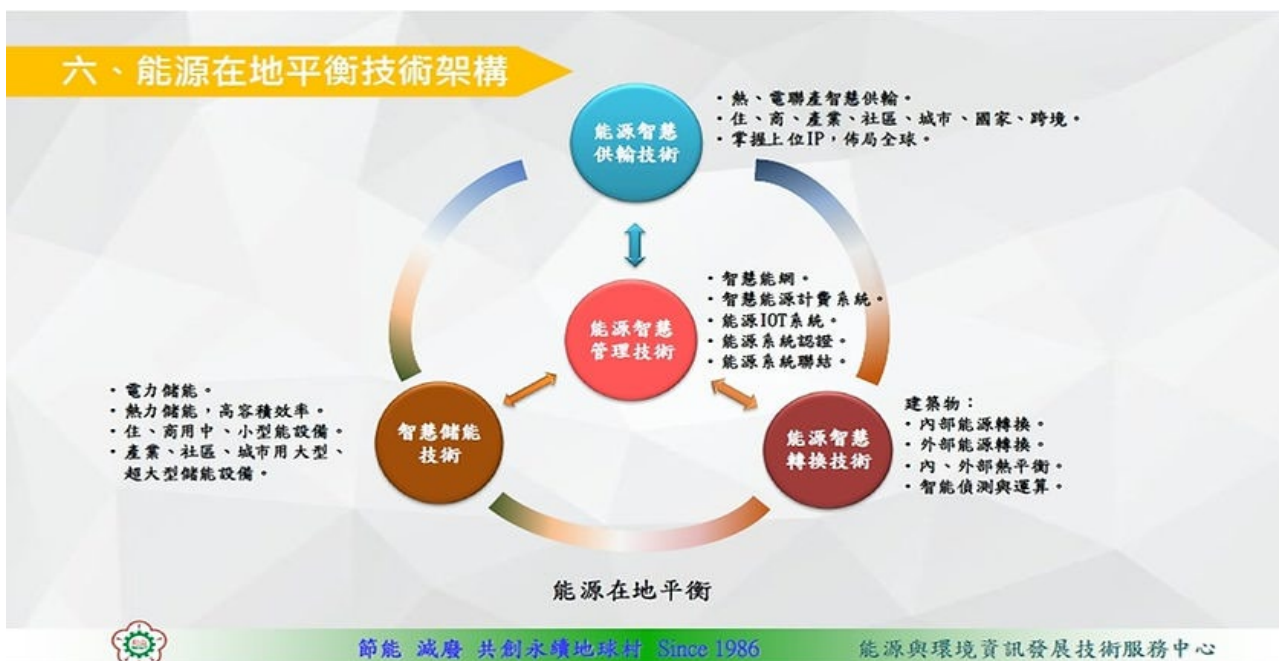 六、能源在地平衡技術架構
能源智慧
供輸技術
・熱、電聯產智慧供輸。
・住、商、產業、社區、城市、國家、跨境。
・掌握上位IP，佈局全球。
能源智慧
管理技術
・智慧能網。
・智慧能源計費系統。
・能源IOT系統。
・能源系統認證。
・能源系統聯結。
・電力儲能。
・熱力儲能，高容積效率。
・住、商用中、小型能設備。
・產業、社區、城市用大型、
超大型儲能設備。
智慧儲能
技術
能源智慧
轉換技術
建築物：
・內部能源轉換。
・外部能源轉換。
・內、外部熱平衡。
・智能偵測與運算。
能源在地平衡
節能 減廢 共創永續地球村 Since 1986
能源與環境資訊發展技術服務中心